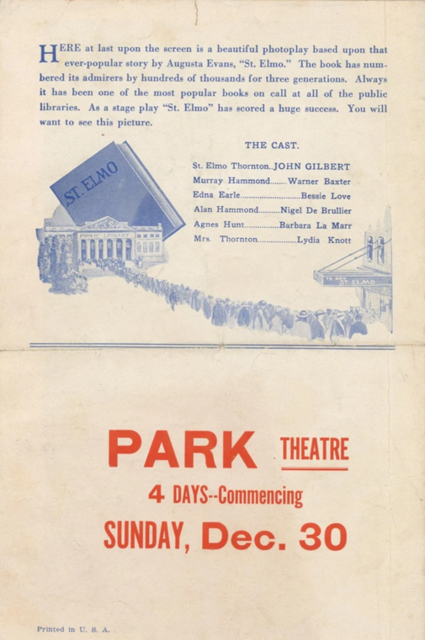 HERE at last upon the screen is a beautiful photoplay based upon that
ever-popular story by Augusta Evans, "St. Elmo." The book has num-
bered its admirers by hundreds of thousands for three generations. Always
it has been one of the most popular books on call at all of the public
libraries. As a stage play "St. Elmo" has scored a huge success. You will
want to see this picture.
THE CAST.
St. Elmo Thornton..JOHN GILBERT
Murray Hammond......Warner Baxter
Edna Earle........................Bessie Love
Alan Hammond.........Nigel De Brullier
Agnes Hunt..............Barbara La Marr
Mrs. Thornton...................Lydia Knott
ST. ELMO
PUBLIC LIBRARY
ST ELMO
PARK THEATRE
4 DAYS--Commencing
SUNDAY, Dec. 30
Printed in U. S. A.